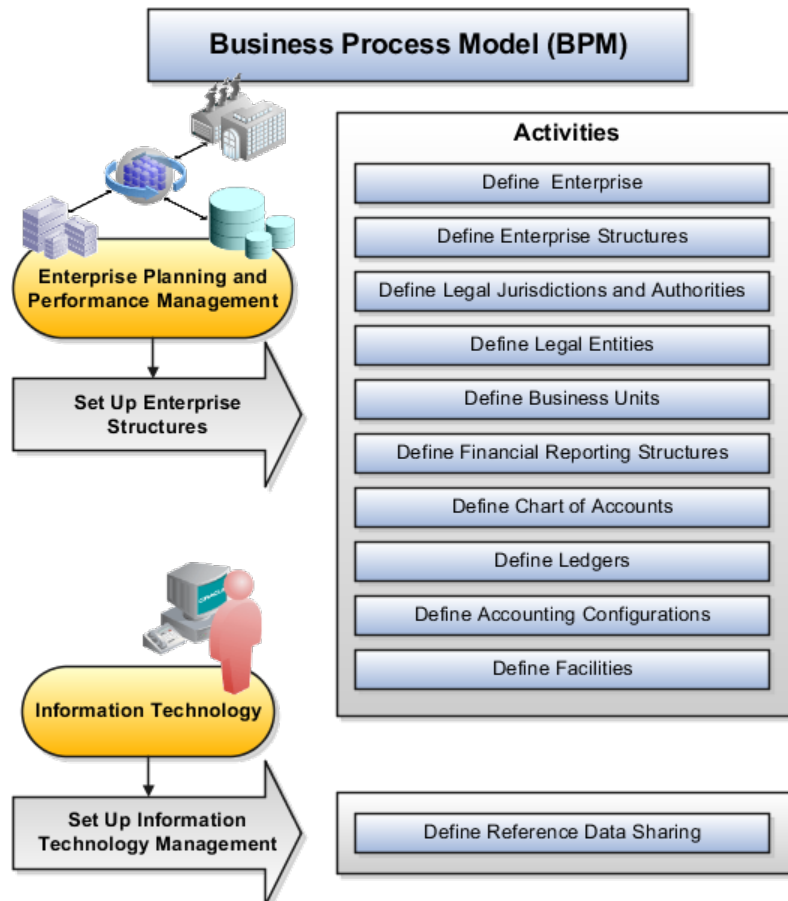 Business Process Model (BPM)
Activities
Define Enterprise
Define Enterprise Structures
Define Legal Jurisdictions and Authorities
Define Legal Entities
Define Business Units
Define Financial Reporting Structures
Define Chart of Accounts
Define Ledgers
Define Accounting Configurations
Define Facilities
Enterprise Planning and
Performance Management
Set Up Enterprise
Structures
Information Technology
Set Up Information
Technology Management
Define Reference Data Sharing